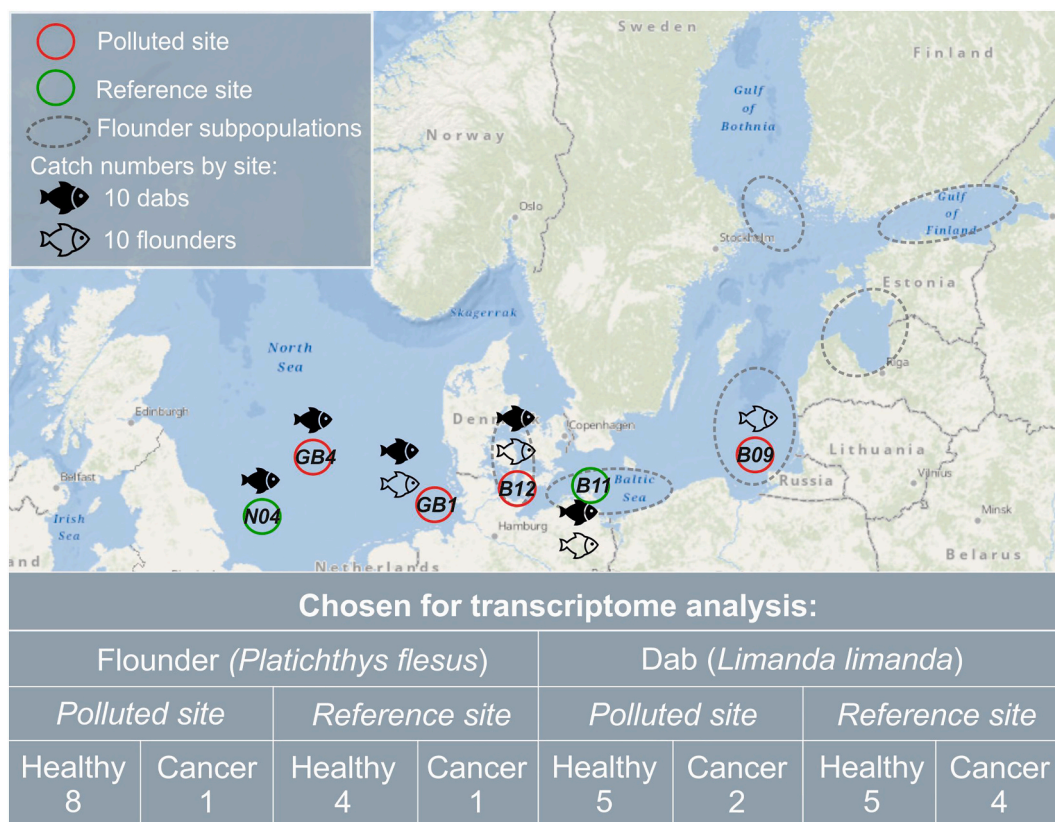 Polluted site
Reference site
Flounder subpopulations
Catch numbers by site:
10 dabs
10 flounders
Sweden
Finland
Norway
Gulf
of
Bothnia
Oslo
Stockholm
Gulf
of
Finland
Estonia
Skagerrak
North
Sea
Riga
Edinburgh
Denmark
Copenhagen
Lithuania
Belfast
GB4
B09
Vilnius
Russia
N04
GB1
B12
B11
Baltic
Sea
Irish
Sea
Hamburg
Minsk
Belarus
and
Netherlands
Chosen for transcriptome analysis:
Flounder (Platichthys flesus) Dab (Limanda limanda)
Polluted site Reference site Polluted site Reference site
Healthy Cancer Healthy Cancer Healthy Cancer Healthy Cancer
8 1 4 1 5 2 5 4